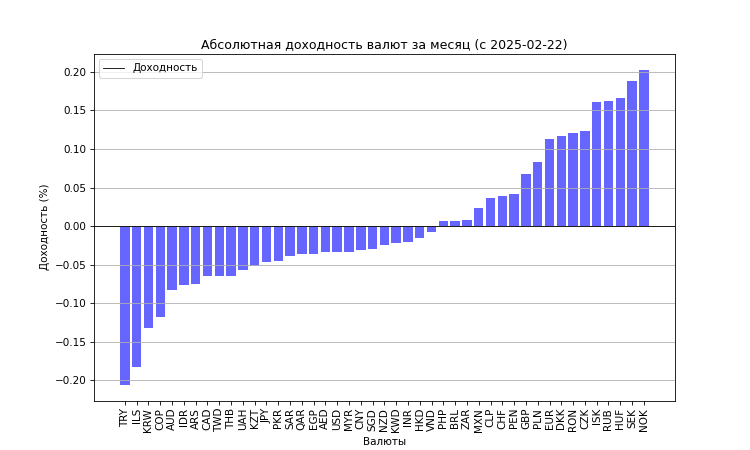 Абсолютная доходность валют за месяц (с 2025-02-22)
Доходность
0.20
0.15
0.10
0.05
0.00
−0.05
−0.10
−0.15
−0.20
Доходность (%)
TRY ILS KRW COP AUD IDR ARS CAD TWD THB UAH KZT JPY PKR SAR QAR EGP AED USD MYR CNY SGD NZD KWD INR HKD VND PHP BRL ZAR MXN CLP CHF PEN GBP PLN EUR DKK RON CZK ISK RUB HUF SEK NOK
Валюты